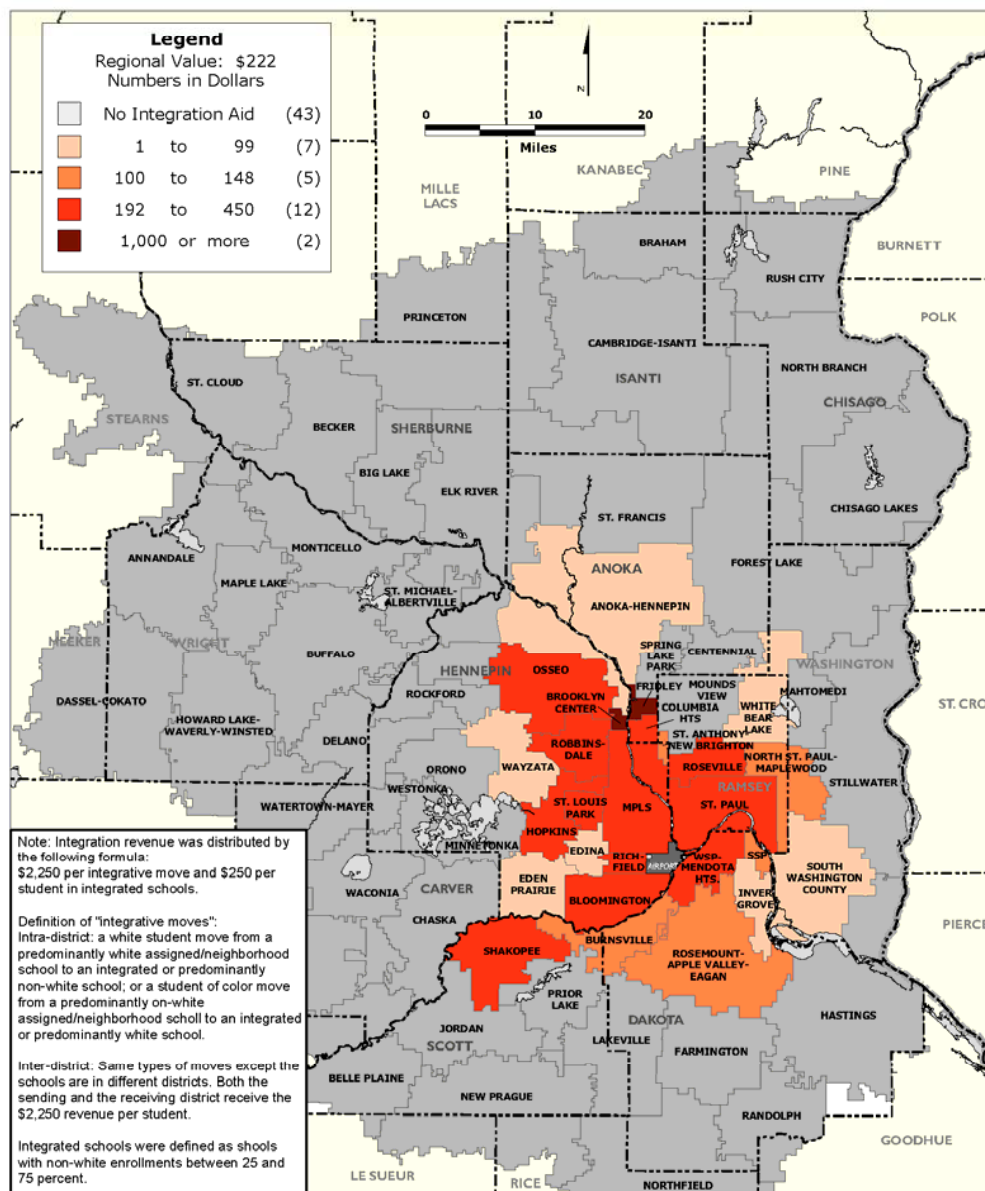 Legend
Regional Value: $222
Numbers in Dollars
No Integration Aid (43)
1 to 99 (7)
100 to 148 (5)
192 to 450 (12)
1,000 or more (2)
N
0 10 20
Miles
KANABEC
PINE
MILLE
LACS
BRAHAM
BURNETT
RUSH CITY
PRINCETON
POLK
CAMBRIDGE-ISANTI
NORTH BRANCH
ISANTI
ST. CLOUD
CHISAGO
STEARNS
BECKER
SHERBURNE
BIG LAKE
ELK RIVER
CHISAGO LAKES
ST. FRANCIS
MONTICELLO
ANNANDALE
FOREST LAKE
ANOKA
MAPLE LAKE
ST. MICHAEL-
ALBERTVILLE
ANOKA-HENNEPIN
MEEKER
WRIGHT
SPRING
LAKE
PARK
CENTENNIAL
BUFFALO
HENNEPIN
OSSEO
WASHINGTON
ROCKFORD
BROOKLYN
CENTER
FRIDLEY
MOUNDS
VIEW
MAHTOMEDI
DASSEL-COKATO
COLUMBIA
HTS
WHITE
BEAR
LAKE
ST. CRO
HOWARD LAKE-
WAVERLY-WINSTED
DELANO
ROBBINS-
DALE
ST. ANTHONY-
NEW BRIGHTON
NORTH ST. PAUL-
MAPLEWOOD
ORONO
WAYZATA
ROSEVILLE
STILLWATER
WESTONKA
RAMSEY
WATERTOWN-MAYER
ST. LOUIS
PARK
MPLS
ST. PAUL
HOPKINS
MINNETONKA
EDINA
RICH-
FIELD
AIRPORT
WSP-
MENDOTA
HTS.
SSP
SOUTH
WASHINGTON
COUNTY
WACONIA
CARVER
EDEN
PRAIRIE
INVER
GROVE
BLOOMINGTON
CHASKA
PIERCE
SHAKOPEE
BURNSVILLE
ROSEMOUNT-
APPLE VALLEY-
EAGAN
PRIOR
LAKE
HASTINGS
JORDAN
DAKOTA
SCOTT
LAKEVILLE
FARMINGTON
BELLE PLAINE
NEW PRAGUE
RANDOLPH
GOODHUE
LE SUEUR
RICE
NORTHFIELD
Note: Integration revenue was distributed by
the following formula:
$2,250 per integrative move and $250 per
student in integrated schools.
Definition of "integrative moves":
Intra-district: a white student move from a
predominantly white assigned/neighborhood
school to an integrated or predominantly
non-white school; or a student of color move
from a predominantly on-white
assigned/neighborhood scholl to an integrated
or predominantly white school.
Inter-district: Same types of moves except the
schools are in different districts. Both the
sending and the receiving district receive the
$2,250 revenue per student.
Integrated schools were defined as shools
with non-white enrollments between 25 and
75 percent.